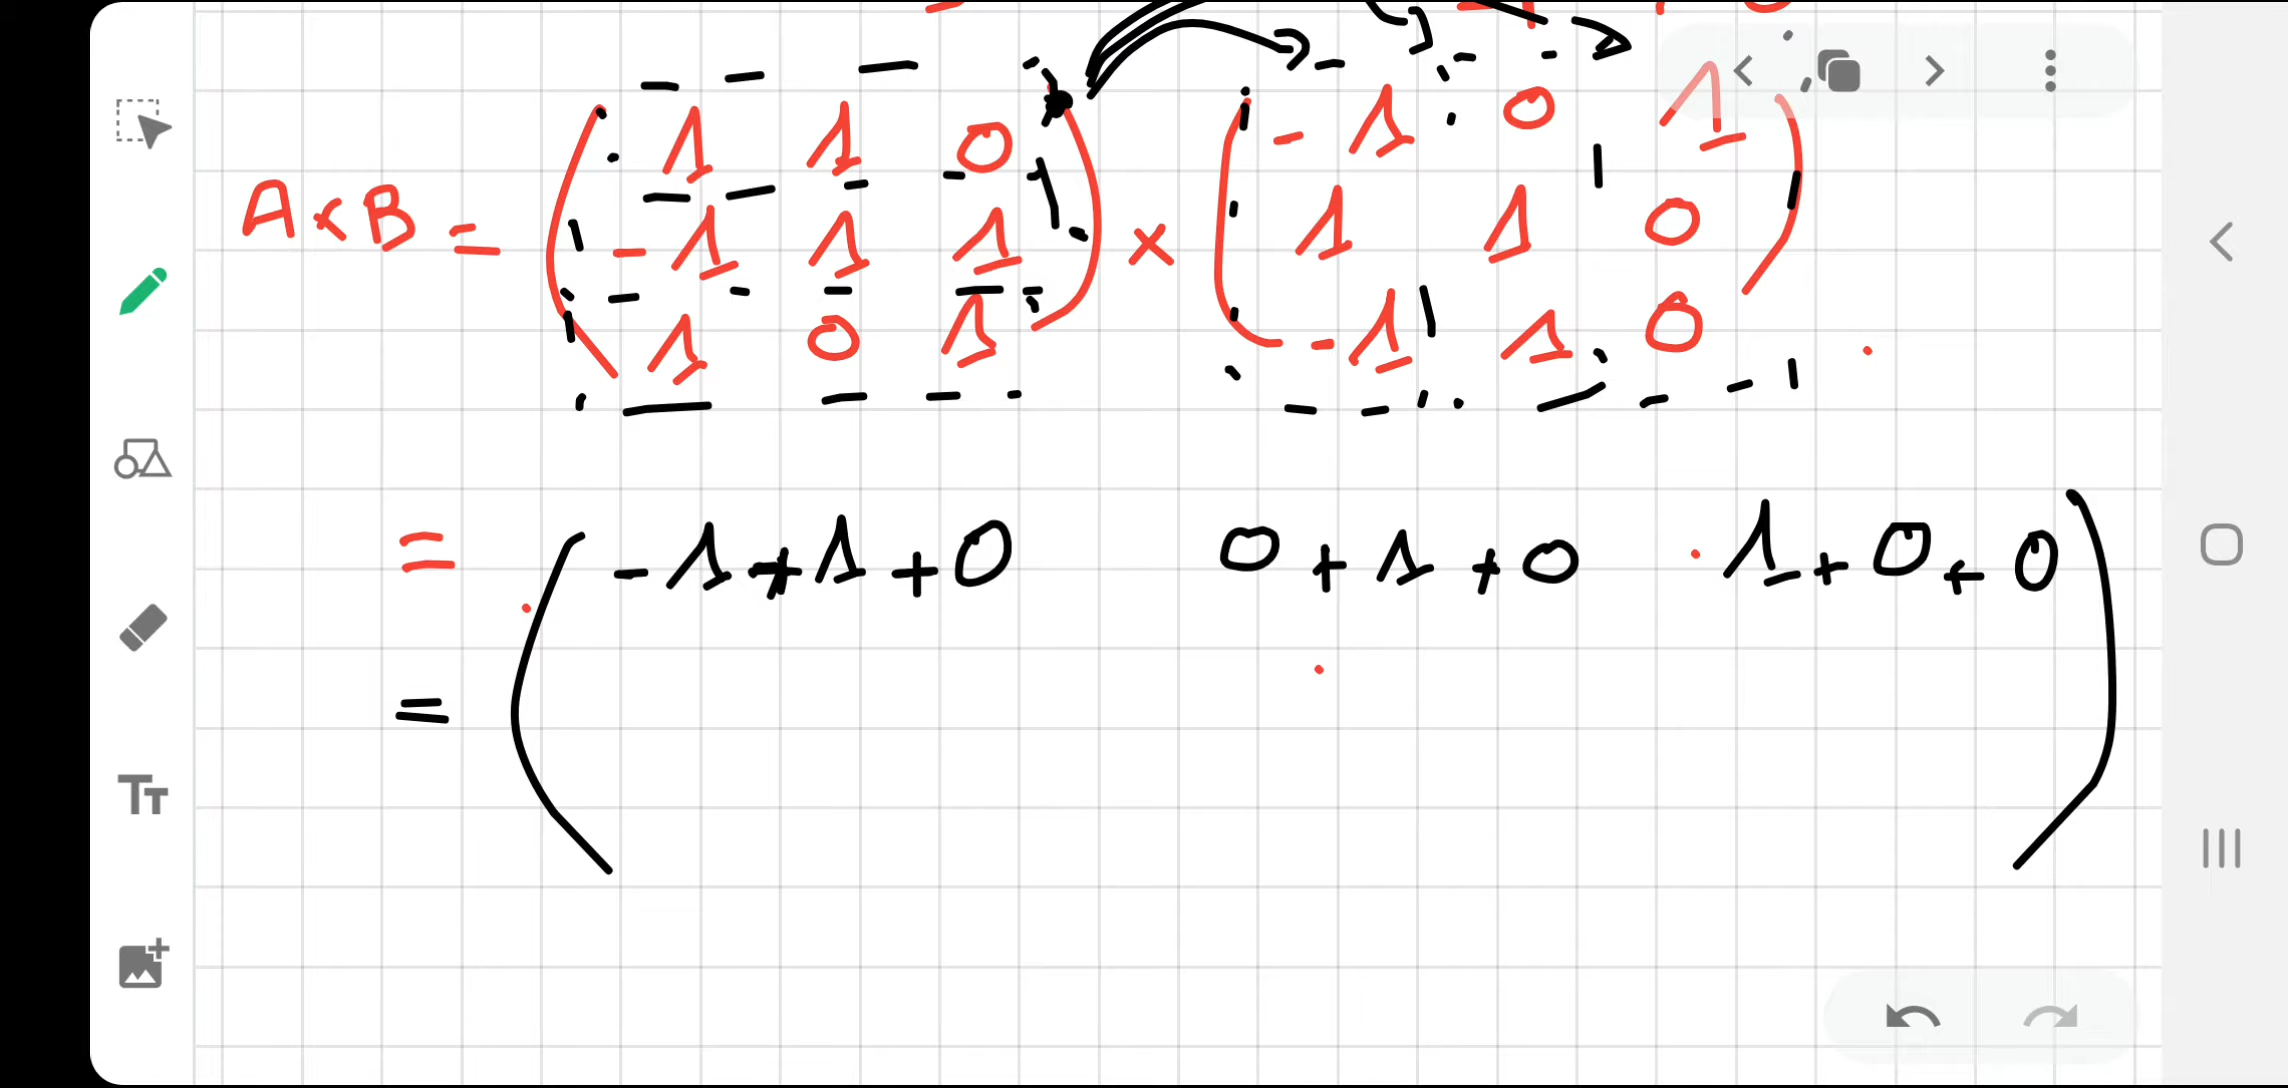 1 1 0 - 1 0 1
A × B = - 1 1 1 × 1 1 0
1 0 1 - 1 1 0
= ( - 1 + 1 + 0 0 + 1 + 0 1 + 0 + 0 )
=
Tт